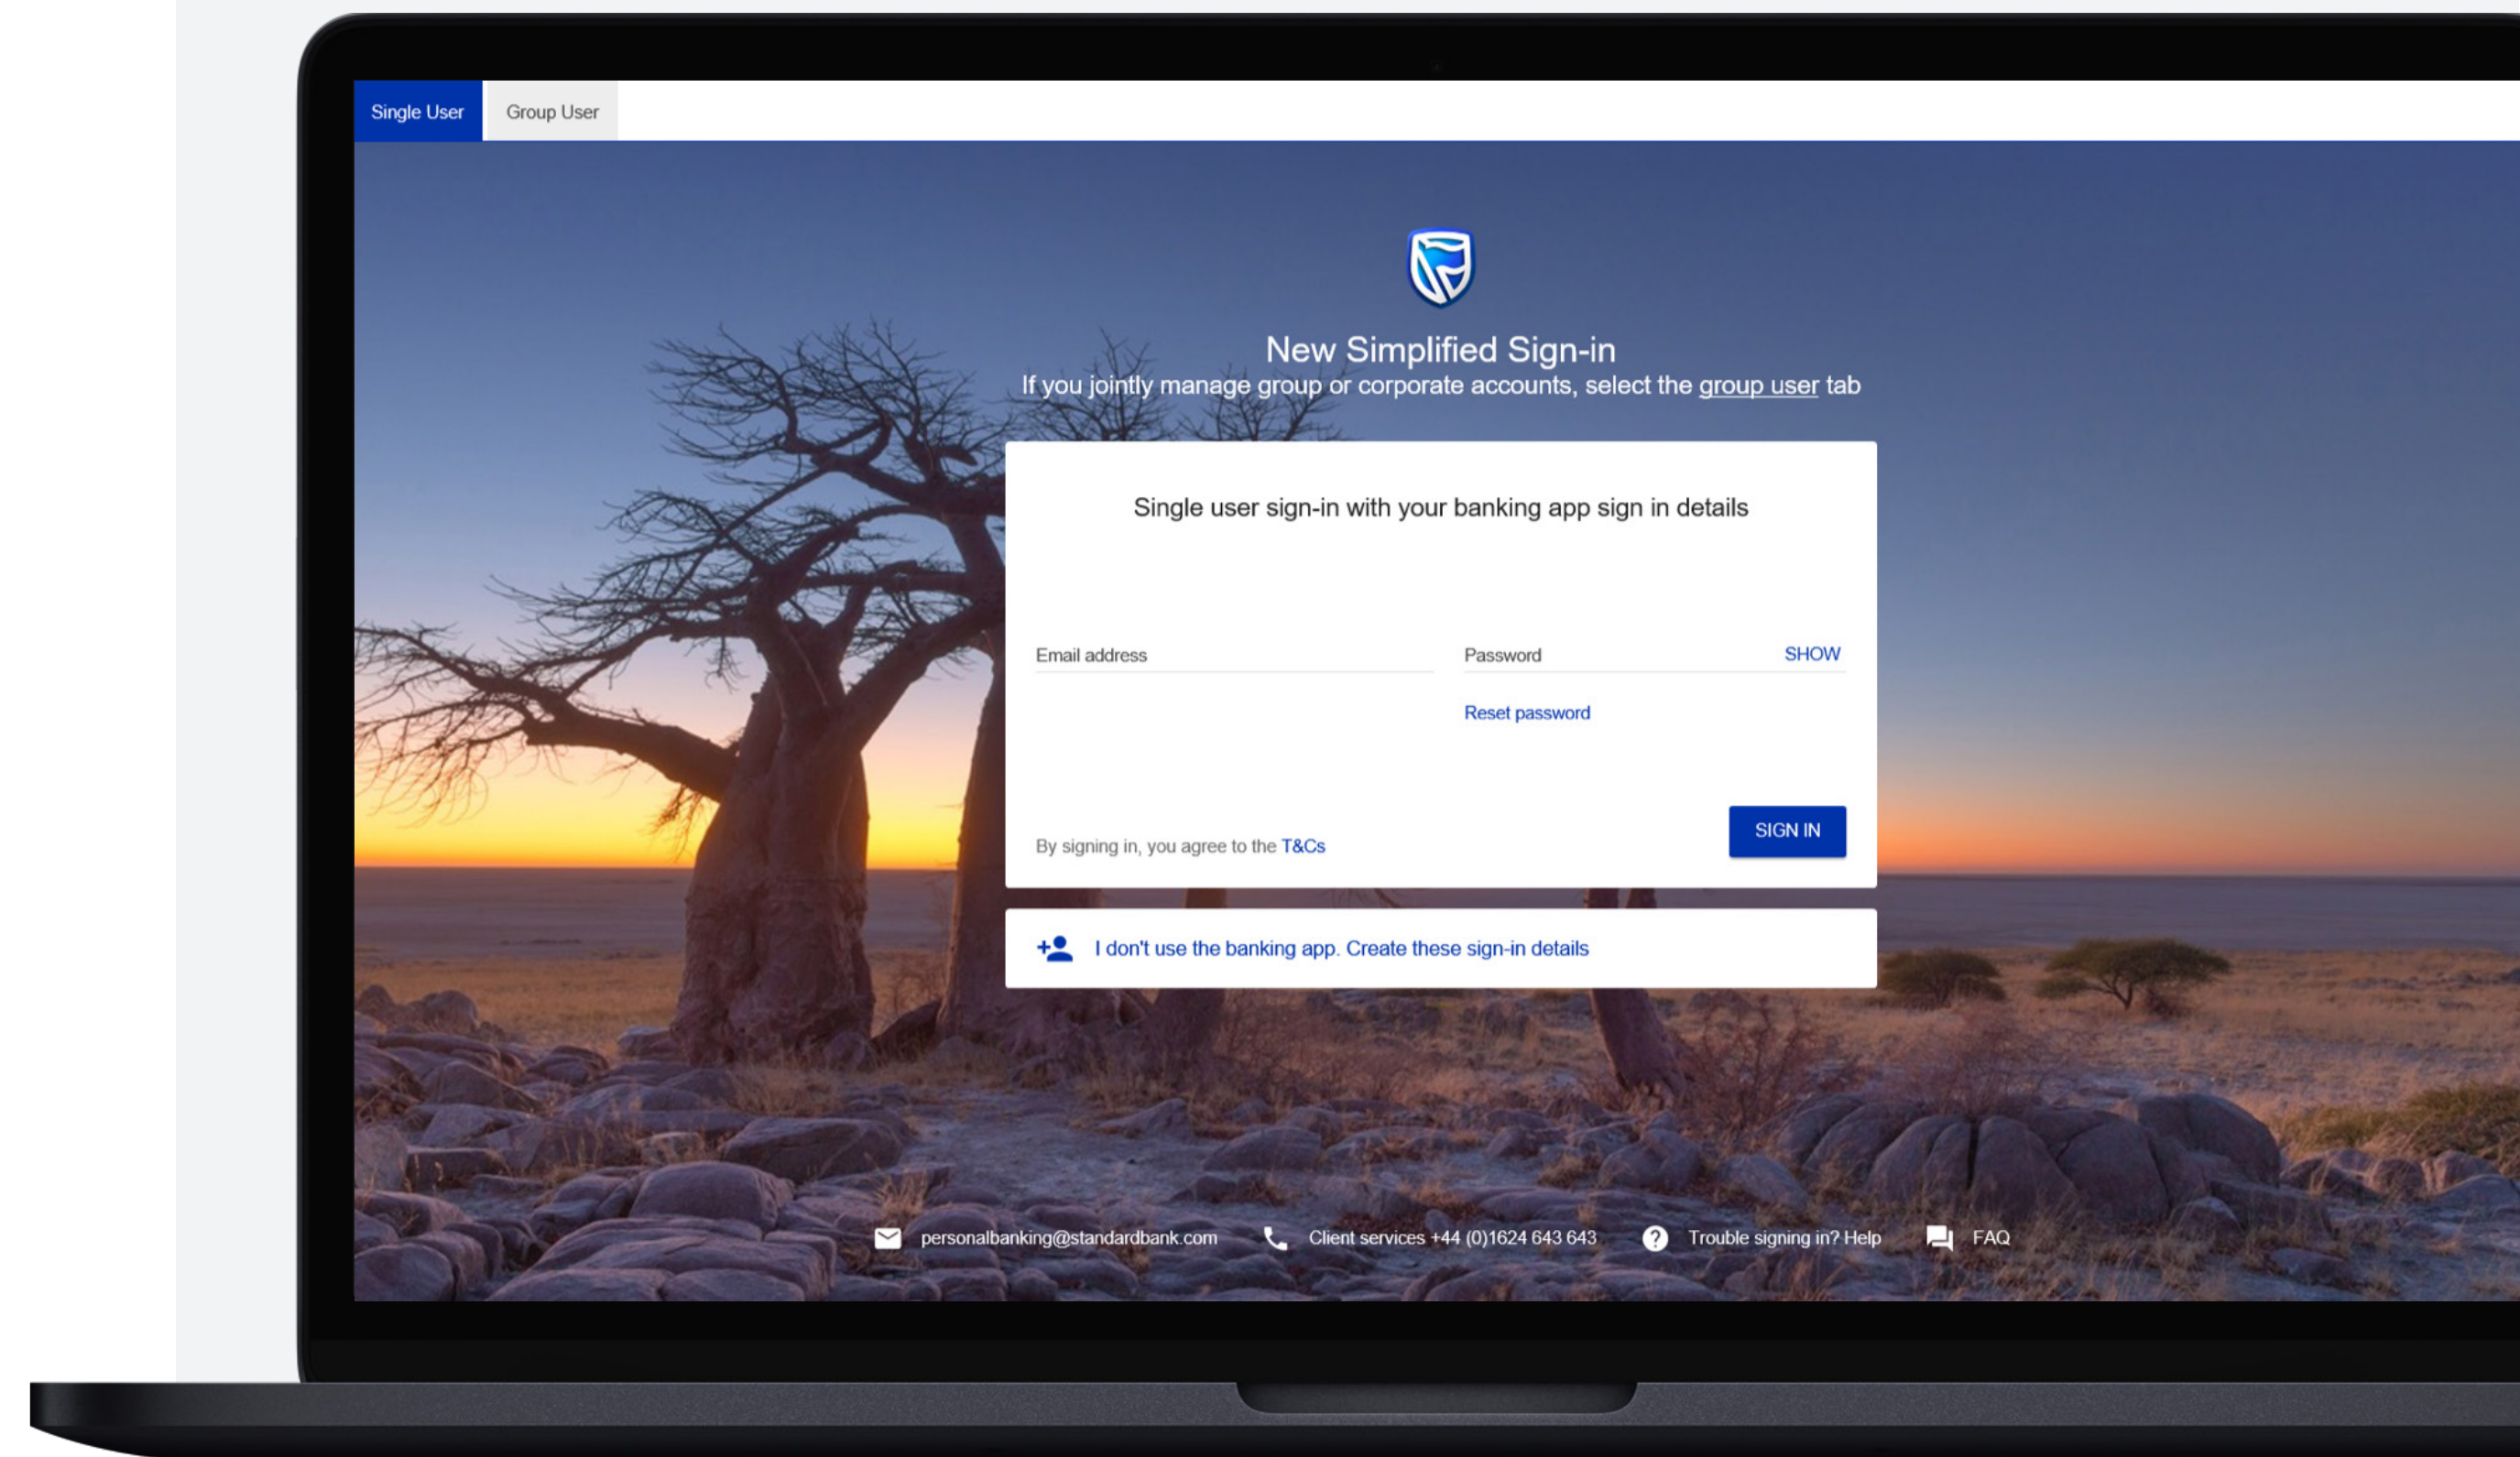 Single User
Group User
New Simplified Sign-in
If you jointly manage group or corporate accounts, select the group user tab
Single user sign-in with your banking app sign in details
Email address
Password
SHOW
Reset password
By signing in, you agree to the T&Cs
SIGN IN
I don't use the banking app. Create these sign-in details
personalbanking@standardbank.com
Client services +44 (0)1624 643 643
Trouble signing in? Help
FAQ